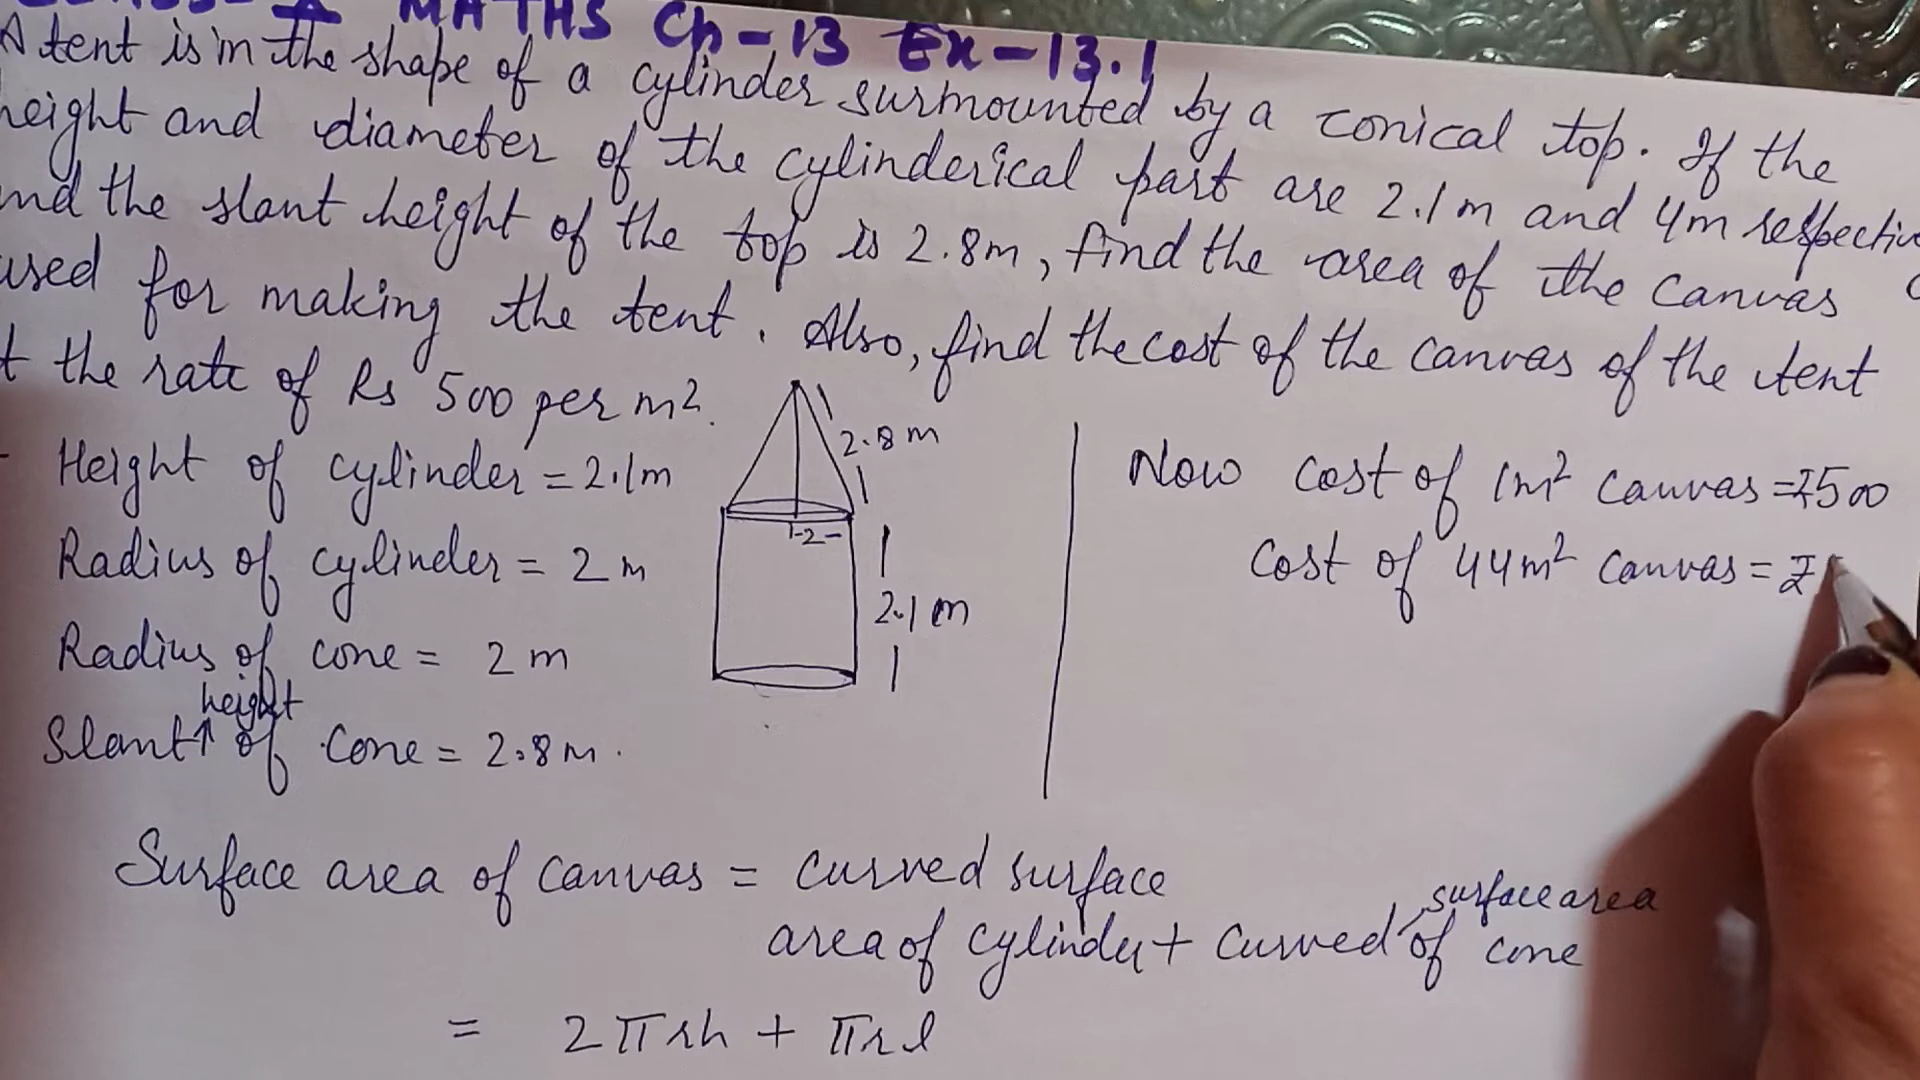 MATHS Ch-13 Ex-13.1
A tent is in the shape of a cylinder surmounted by a conical top. If the
height and diameter of the cylinderical part are 2.1m and 4m respectiv
and the slant height of the top is 2.8m, find the area of the canvas
used for making the tent. Also, find the cost of the canvas of the tent
t the rate of Rs 500 per m².
2.8 m
-2-
2.1 m
Height of cylinder = 2.1m
Radius of cylinder = 2 m
Radius of cone = 2 m
height
Slant of cone = 2.8 m.
Now cost of 1m² canvas = ₹500
Cost of 44m² canvas = ₹
Surface area of canvas = curved surface
surface area
area of cylinder + curved of cone
= 2πrh + πrl